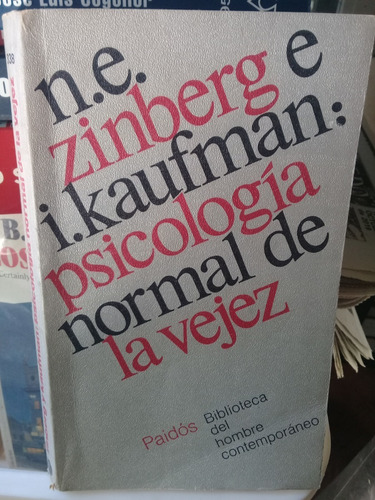 n.e.
zinberg e
i.kaufman:
psicología
normal de
la vejez
Paidós
Biblioteca
del
hombre
contemporáneo